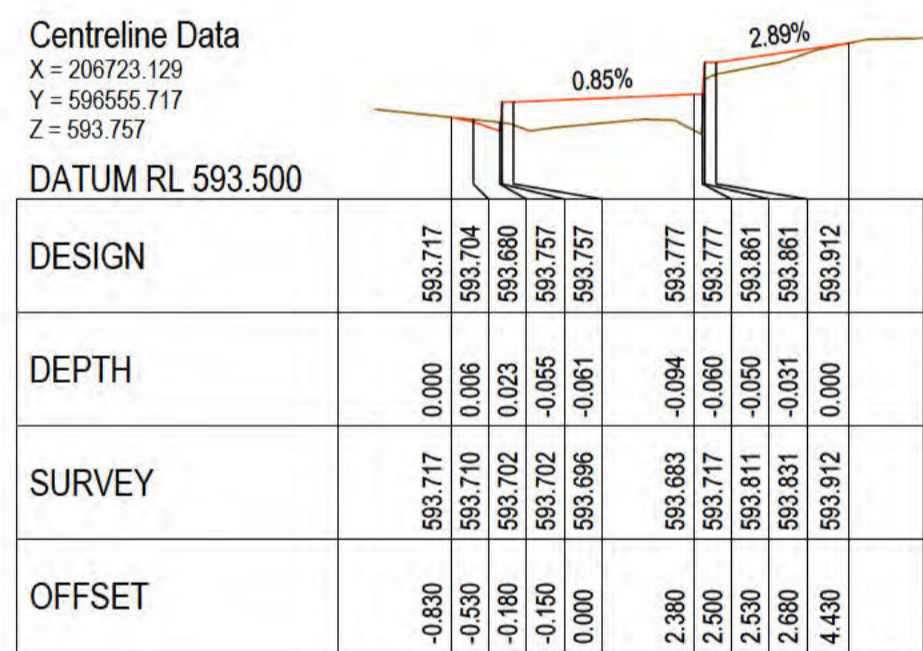 Centreline Data
X = 206723.129
Y = 596555.717
Z = 593.757
DATUM RL 593.500
0.85%
2.89%
DESIGN 593.717 593.704 593.680 593.757 593.757 593.777 593.777 593.861 593.861 593.912
DEPTH 0.000 0.006 0.023 -0.055 -0.061 -0.094 -0.060 -0.050 -0.031 0.000
SURVEY 593.717 593.710 593.702 593.702 593.696 593.683 593.717 593.811 593.831 593.912
OFFSET -0.830 -0.530 -0.180 -0.150 0.000 2.380 2.500 2.530 2.680 4.430